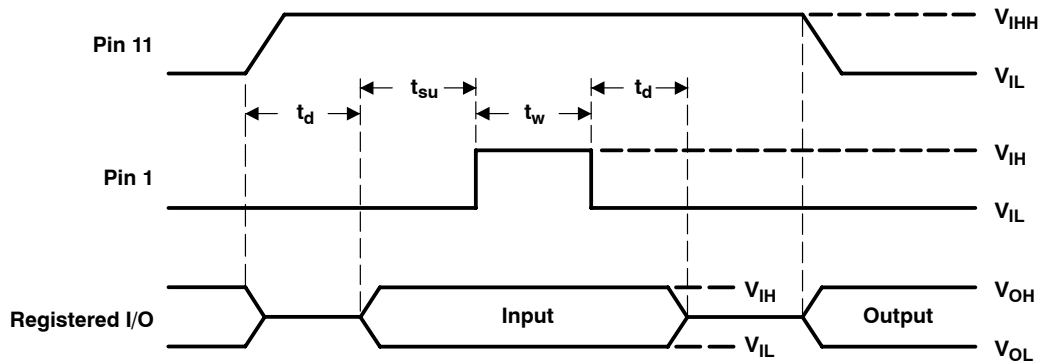 V_IHH
Pin 11
V_IL
t_su
t_d
t_d
t_w
V_IH
Pin 1
V_IL
V_IH
V_OH
Registered I/O
Input
Output
V_IL
V_OL